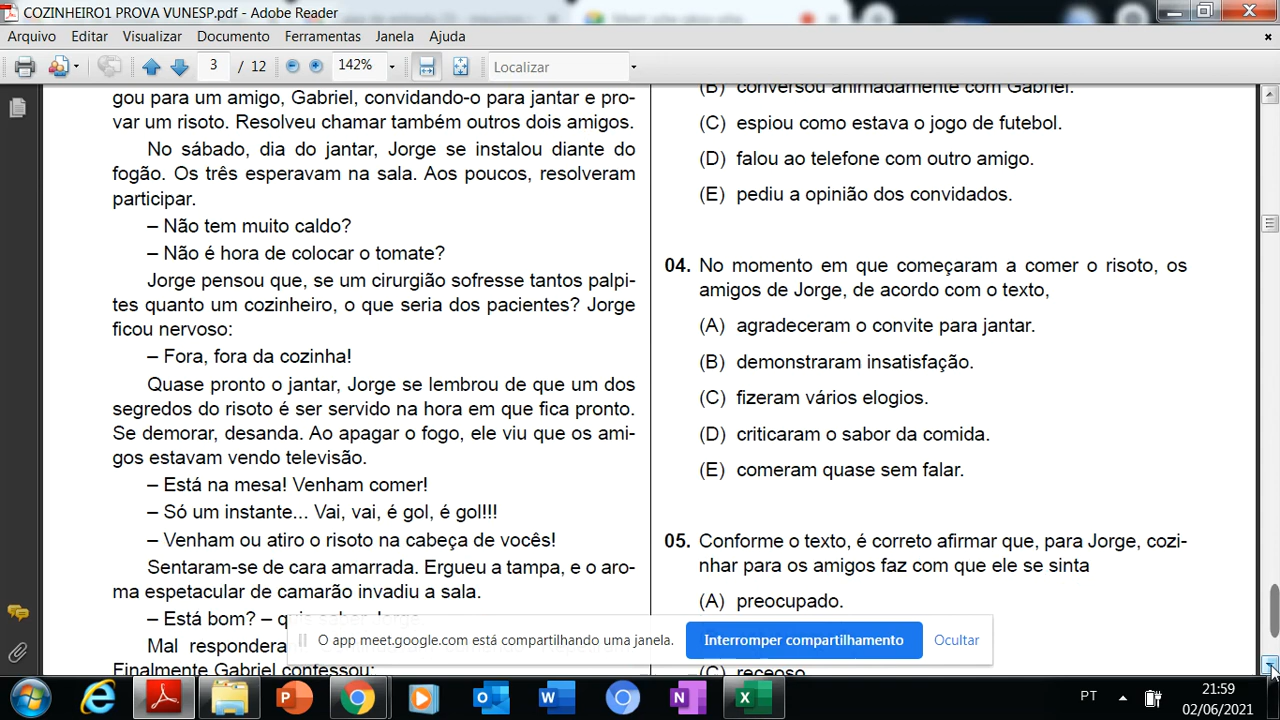 COZINHEIRO1 PROVA VUNESP.pdf - Adobe Reader
Arquivo Editar Visualizar Documento Ferramentas Janela Ajuda
3 / 12 142% Localizar
gou para um amigo, Gabriel, convidando-o para jantar e pro-
var um risoto. Resolveu chamar também outros dois amigos.
No sábado, dia do jantar, Jorge se instalou diante do
fogão. Os três esperavam na sala. Aos poucos, resolveram
participar.
– Não tem muito caldo?
– Não é hora de colocar o tomate?
Jorge pensou que, se um cirurgião sofresse tantos palpi-
tes quanto um cozinheiro, o que seria dos pacientes? Jorge
ficou nervoso:
– Fora, fora da cozinha!
Quase pronto o jantar, Jorge se lembrou de que um dos
segredos do risoto é ser servido na hora em que fica pronto.
Se demorar, desanda. Ao apagar o fogo, ele viu que os ami-
gos estavam vendo televisão.
– Está na mesa! Venham comer!
– Só um instante... Vai, vai, é gol, é gol!!!
– Venham ou atiro o risoto na cabeça de vocês!
Sentaram-se de cara amarrada. Ergueu a tampa, e o aro-
ma espetacular de camarão invadiu a sala.
– Está bom? – quis saber Jorge.
Mal respondera
Finalmente Gabriel confessou:
(B) conversou animadamente com Gabriel.
(C) espiou como estava o jogo de futebol.
(D) falou ao telefone com outro amigo.
(E) pediu a opinião dos convidados.
04. No momento em que começaram a comer o risoto, os
amigos de Jorge, de acordo com o texto,
(A) agradeceram o convite para jantar.
(B) demonstraram insatisfação.
(C) fizeram vários elogios.
(D) criticaram o sabor da comida.
(E) comeram quase sem falar.
05. Conforme o texto, é correto afirmar que, para Jorge, cozi-
nhar para os amigos faz com que ele se sinta
(A) preocupado.
(C) receoso.
O app meet.google.com está compartilhando uma janela. Interromper compartilhamento Ocultar
PT 21:59
02/06/2021